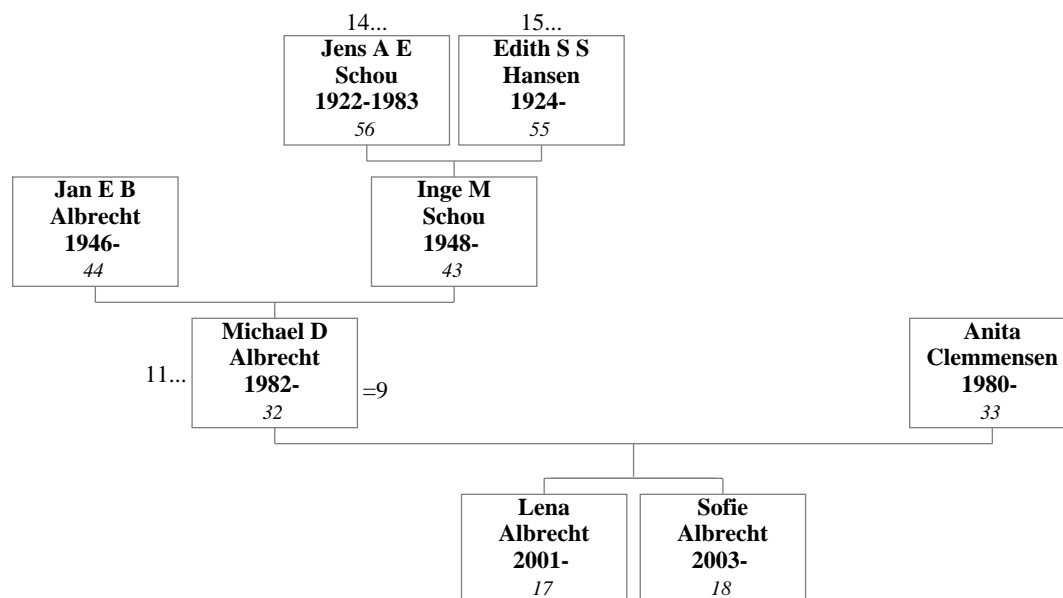 14...
15...
Jens A E
Schou
1922-1983
56
Edith S S
Hansen
1924-
55
Jan E B
Albrecht
1946-
44
Inge M
Schou
1948-
43
11...
Michael D
Albrecht
1982-
32
=9
Anita
Clemmensen
1980-
33
Lena
Albrecht
2001-
17
Sofie
Albrecht
2003-
18